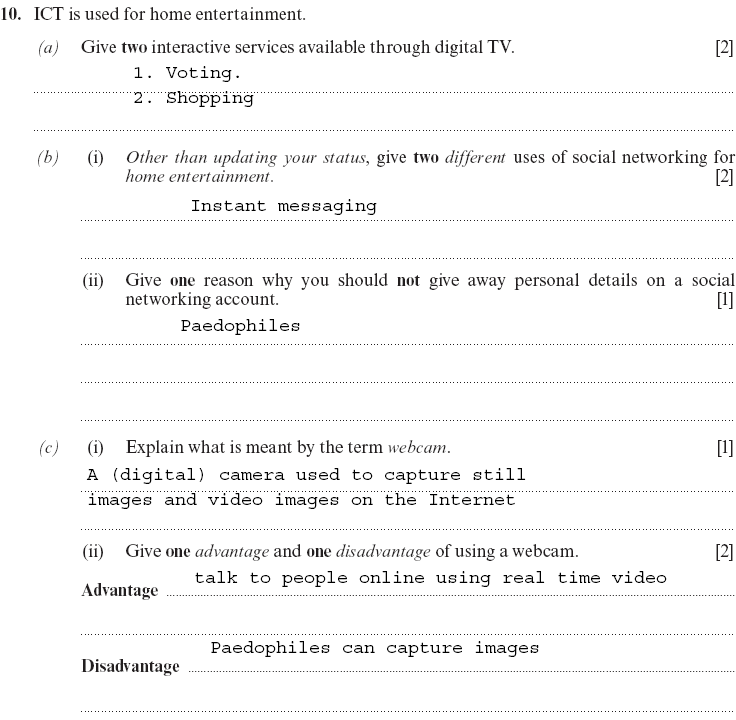 10. ICT is used for home entertainment.
(a) Give two interactive services available through digital TV. [2]
1. Voting.
2. Shopping
(b) (i) Other than updating your status, give two different uses of social networking for
home entertainment. [2]
Instant messaging
(ii) Give one reason why you should not give away personal details on a social
networking account. [1]
Paedophiles
(c) (i) Explain what is meant by the term webcam. [1]
A (digital) camera used to capture still
images and video images on the Internet
(ii) Give one advantage and one disadvantage of using a webcam. [2]
talk to people online using real time video
Advantage
Paedophiles can capture images
Disadvantage